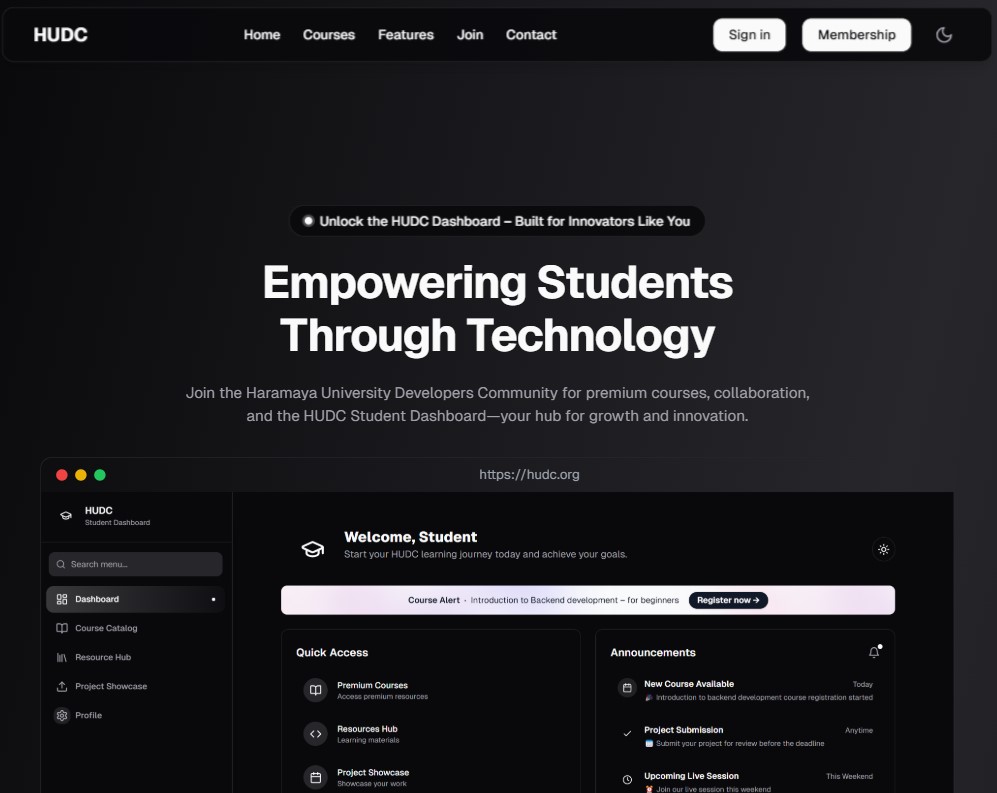 HUDC
Home Courses Features Join Contact
Sign in
Membership
Unlock the HUDC Dashboard – Built for Innovators Like You
Empowering Students
Through Technology
Join the Haramaya University Developers Community for premium courses, collaboration,
and the HUDC Student Dashboard—your hub for growth and innovation.
https://hudc.org
HUDC
Student Dashboard
Search menu...
Dashboard
Course Catalog
Resource Hub
Project Showcase
Profile
Welcome, Student
Start your HUDC learning journey today and achieve your goals.
Course Alert · Introduction to Backend development – for beginners
Register now →
Quick Access
Premium Courses
Access premium resources
Resources Hub
Learning materials
Project Showcase
Showcase your work
Announcements
New Course Available Today
🎉 Introduction to backend development course registration started
Project Submission Anytime
🗓️ Submit your project for review before the deadline
Upcoming Live Session This Weekend
⏰ Join our live session this weekend